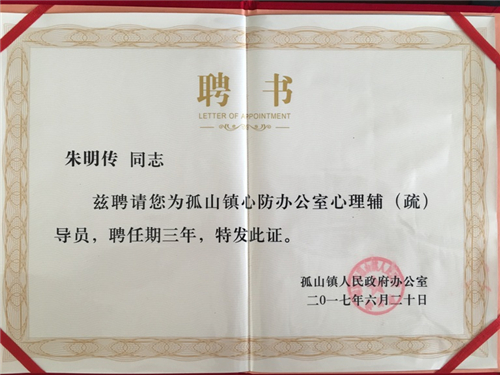 聘 书
LETTER OF APPOINTMENT
朱明传 同志
兹聘请您为孤山镇心防办公室心理辅（疏）
导员，聘任期三年，特发此证。
孤山镇人民政府办公室
二〇一七年六月二十日